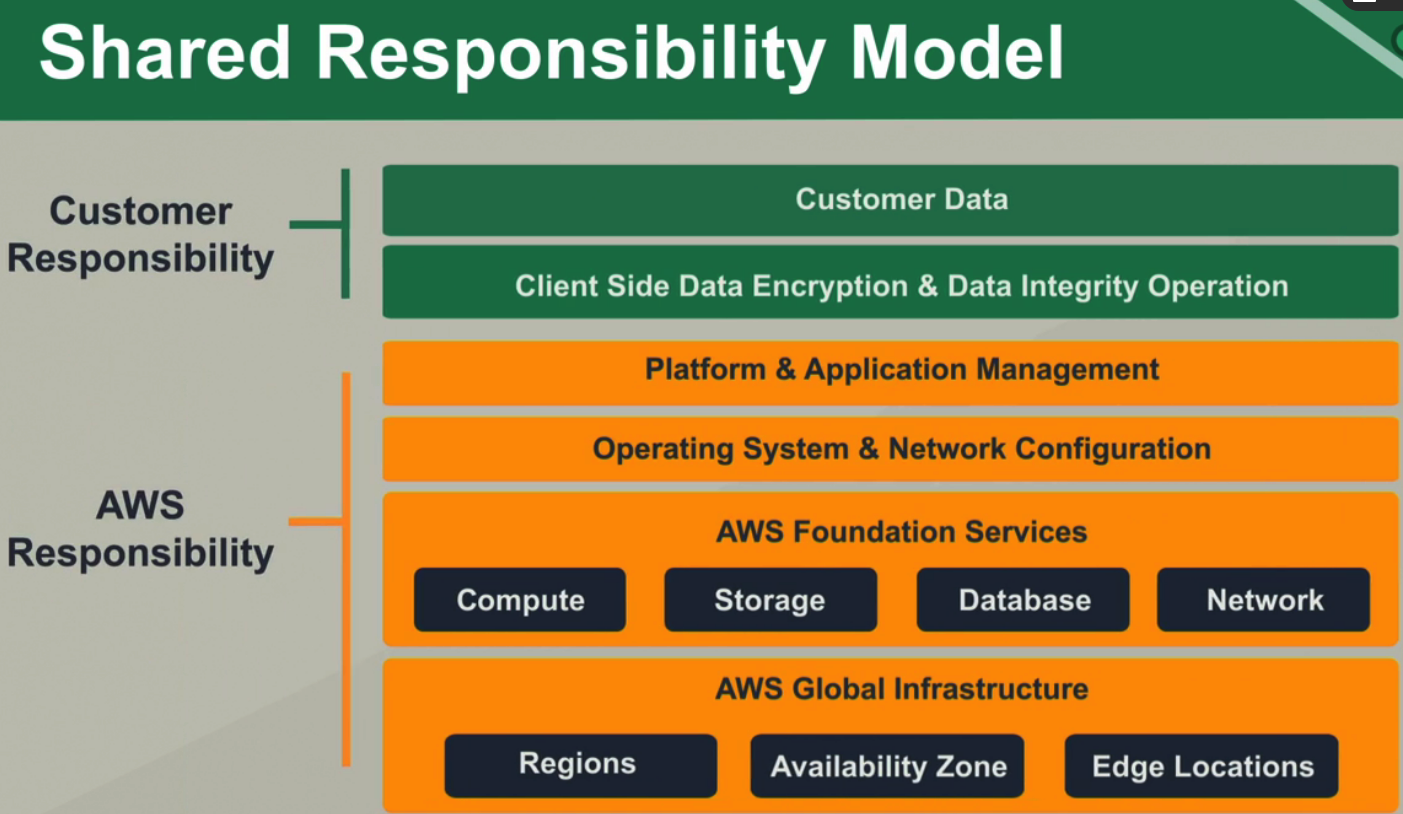 Shared Responsibility Model
Customer
Responsibility
Customer Data
Client Side Data Encryption & Data Integrity Operation
AWS
Responsibility
Platform & Application Management
Operating System & Network Configuration
AWS Foundation Services
Compute
Storage
Database
Network
AWS Global Infrastructure
Regions
Availability Zone
Edge Locations